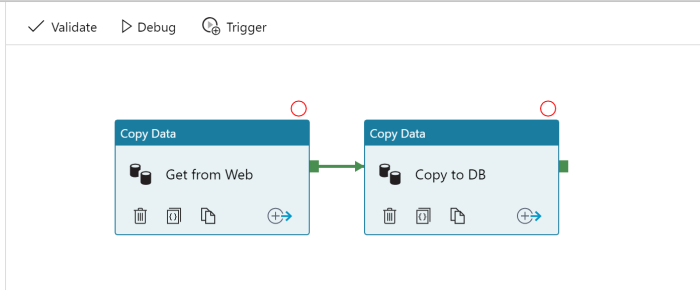 Validate Debug Trigger
Copy Data Copy Data
Get from Web Copy to DB